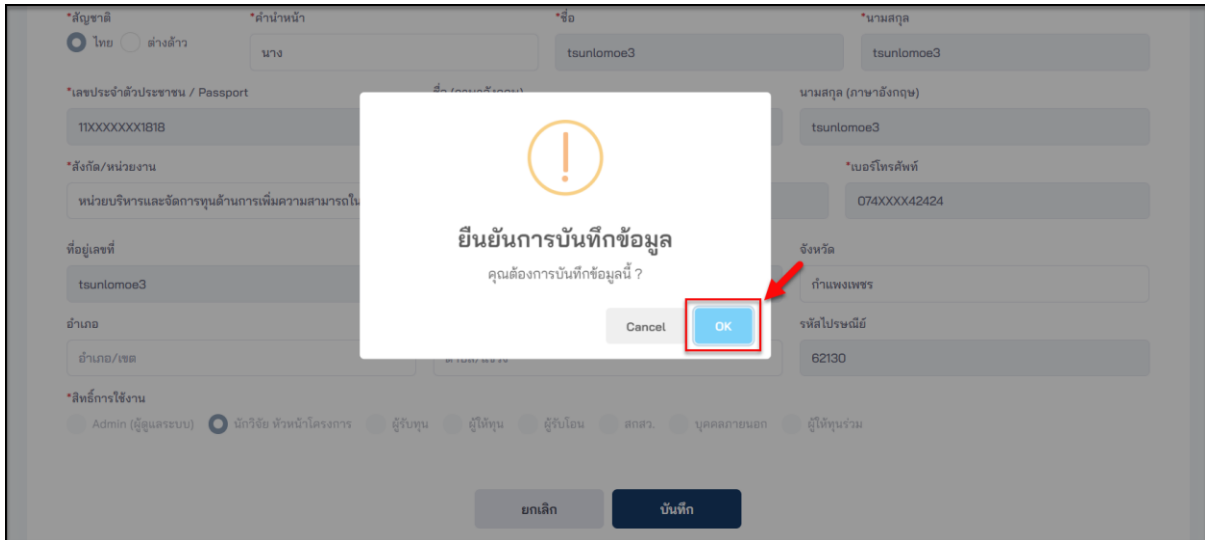 *สัญชาติ *คำนำหน้า *ชื่อ *นามสกุล
ไทย ต่างด้าว นาง tsunlomoe3 tsunlomoe3
*เลขประจำตัวประชาชน / Passport นามสกุล (ภาษาอังกฤษ)
11XXXXXXX1818 tsunlomoe3
*สังกัด/หน่วยงาน *เบอร์โทรศัพท์
หน่วยบริหารและจัดการทุนด้านการเพิ่มความสามารถใน 074XXXX42424
ยืนยันการบันทึกข้อมูล
ที่อยู่เลขที่ จังหวัด
คุณต้องการบันทึกข้อมูลนี้ ?
tsunlomoe3 กำแพงเพชร
อำเภอ Cancel OK รหัสไปรษณีย์
อำเภอ/เขต 62130
*สิทธิ์การใช้งาน
Admin (ผู้ดูแลระบบ) นักวิจัย หัวหน้าโครงการ ผู้รับทุน ผู้ให้ทุน ผู้รับโอน สกสว. บุคคลภายนอก ผู้ให้ทุนร่วม
ยกเลิก บันทึก